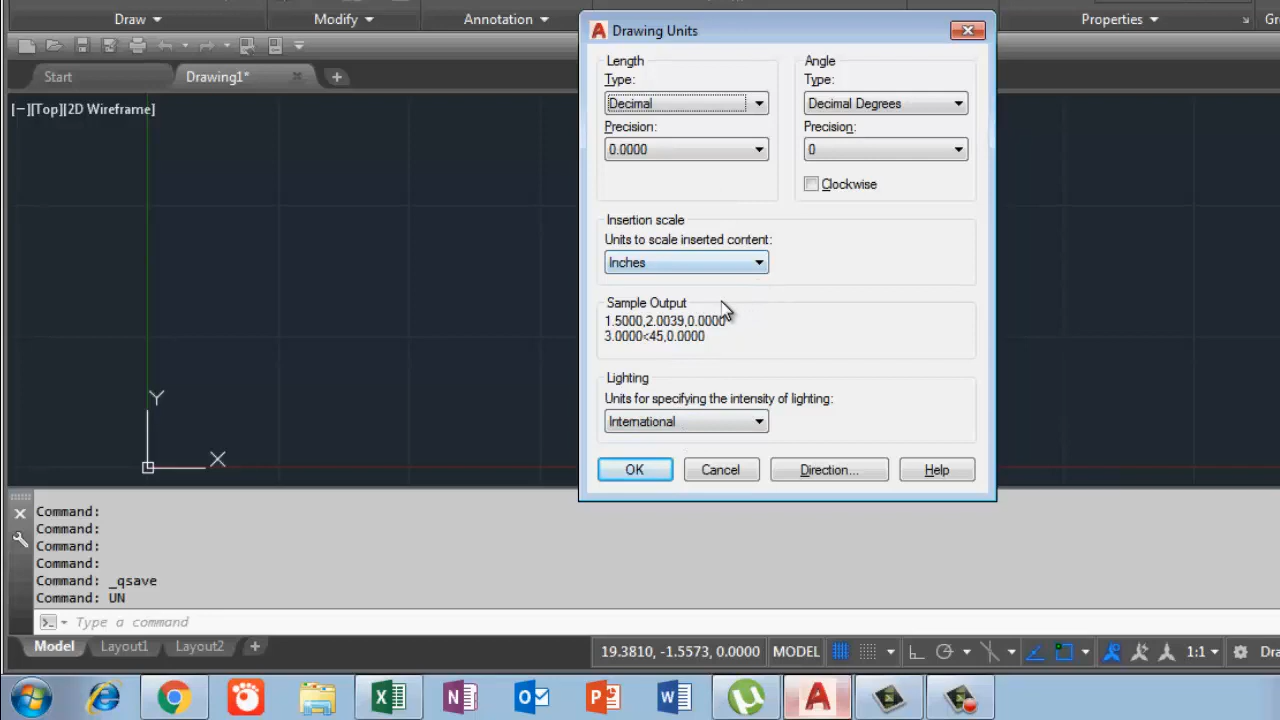 Draw
Modify
Annotation
Properties
Drawing Units
Start
Drawing1*
[−][Top][2D Wireframe]
Length
Type:
Decimal
Precision:
0.0000
Angle
Type:
Decimal Degrees
Precision:
0
Clockwise
Insertion scale
Units to scale inserted content:
Inches
Sample Output
1.5000,2.0039,0.0000
3.0000<45,0.0000
Lighting
Units for specifying the intensity of lighting:
International
OK
Cancel
Direction...
Help
Y
X
Command:
Command:
Command:
Command:
Command: _qsave
Command: UN
Type a command
Model
Layout1
Layout2
19.3810, -1.5573, 0.0000
MODEL
1:1